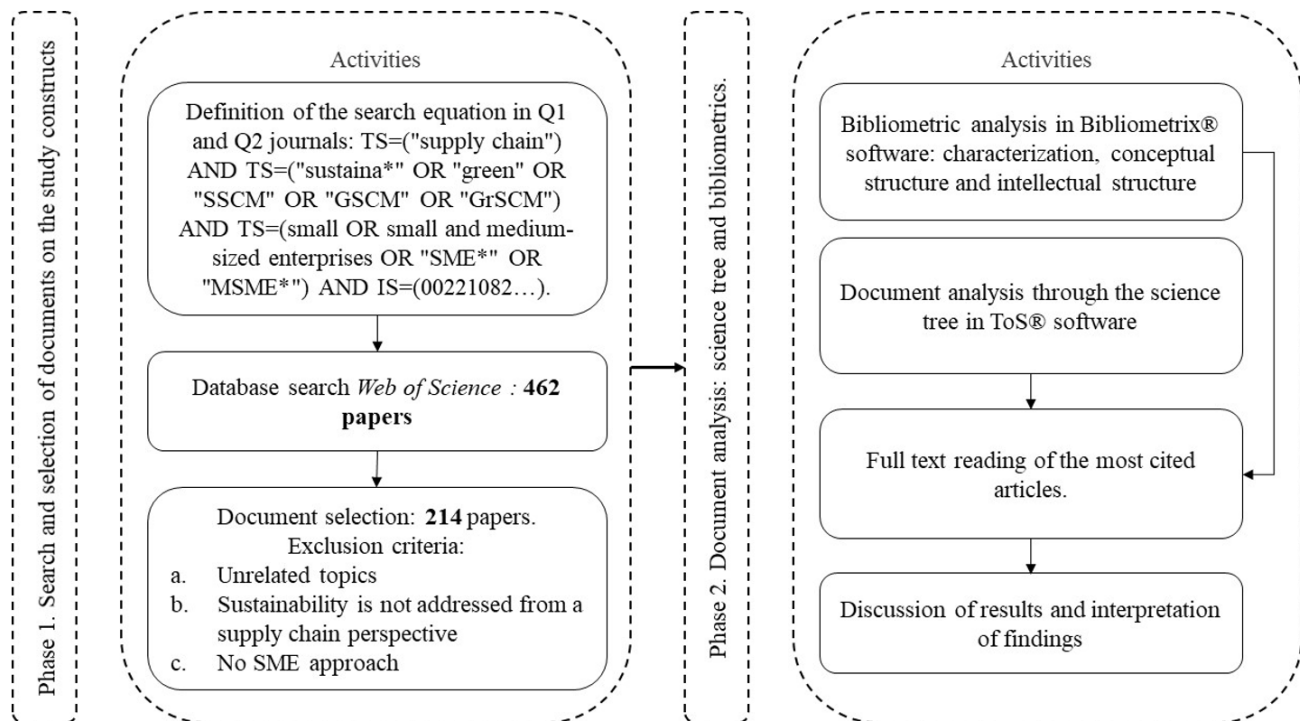 Phase 1. Search and selection of documents on the study constructs
Activities
Definition of the search equation in Q1
and Q2 journals: TS=("supply chain")
AND TS=("sustaina*" OR "green" OR
"SSCM" OR "GSCM" OR "GrSCM")
AND TS=(small OR small and medium-
sized enterprises OR "SME*" OR
"MSME*") AND IS=(00221082…).
Database search Web of Science : 462
papers
Document selection: 214 papers.
Exclusion criteria:
a. Unrelated topics
b. Sustainability is not addressed from a
supply chain perspective
c. No SME approach
Phase 2. Document analysis: science tree and bibliometrics.
Activities
Bibliometric analysis in Bibliometrix®
software: characterization, conceptual
structure and intellectual structure
Document analysis through the science
tree in ToS® software
Full text reading of the most cited
articles.
Discussion of results and interpretation
of findings